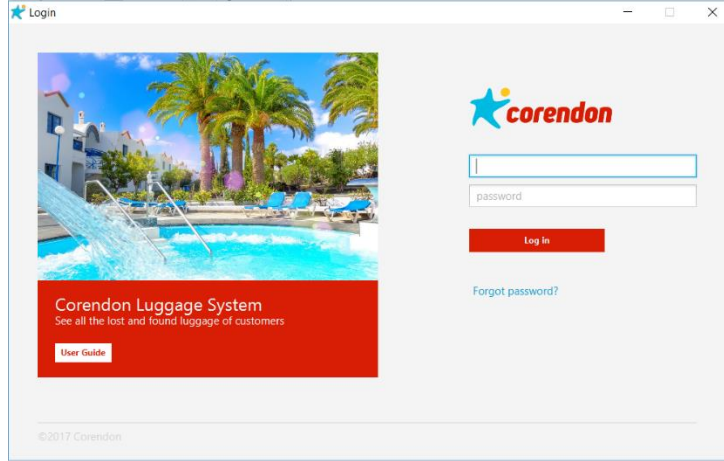 Login
corendon
password
Log in
Forgot password?
Corendon Luggage System
See all the lost and found luggage of customers
User Guide
©2017 Corendon